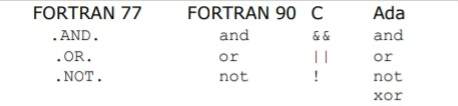 FORTRAN 77 FORTRAN 90 C Ada
.AND. and && and
.OR. or || or
.NOT. not ! not
xor